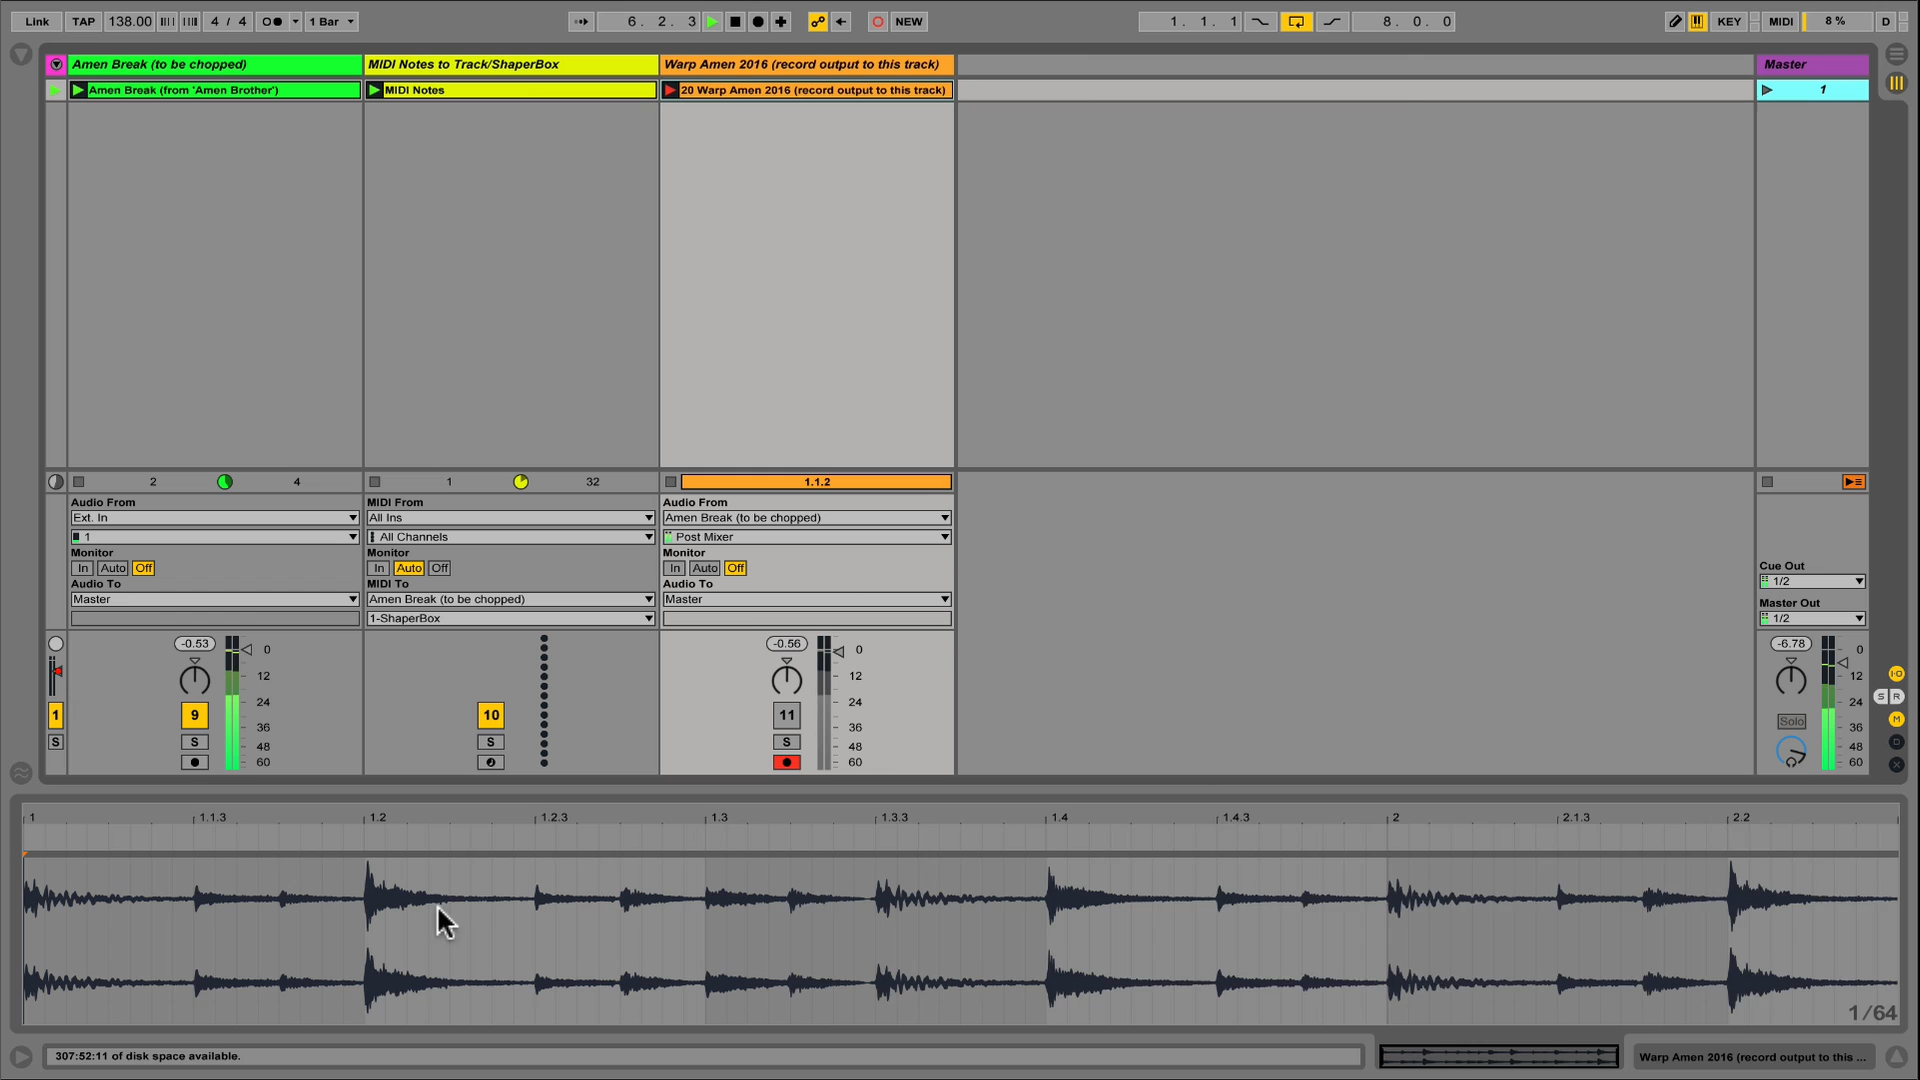 Link TAP 138.00 4 / 4 1 Bar 6. 2. 3 NEW 1. 1. 1 8. 0. 0 KEY MIDI 8 % D
Amen Break (to be chopped) MIDI Notes to Track/ShaperBox Warp Amen 2016 (record output to this track) Master
Amen Break (from 'Amen Brother') MIDI Notes 20 Warp Amen 2016 (record output to this track) 1
2 4 1 32 1.1.2
Audio From MIDI From Audio From
Ext. In All Ins Amen Break (to be chopped)
1 All Channels Post Mixer
Monitor Monitor Monitor
In Auto Off In Auto Off In Auto Off Cue Out
Audio To MIDI To Audio To 1/2
Master Amen Break (to be chopped) Master Master Out
1-ShaperBox 1/2
-0.53 0 -0.56 0 -6.78 0
12 12 12
24 24 24 S R
1 9 10 11 Solo M
36 36 36
S S S S D
48 48 48
60 60 60
1 1.1.3 1.2 1.2.3 1.3 1.3.3 1.4 1.4.3 2 2.1.3 2.2
1/64
307:52:11 of disk space available. Warp Amen 2016 (record output to this ...